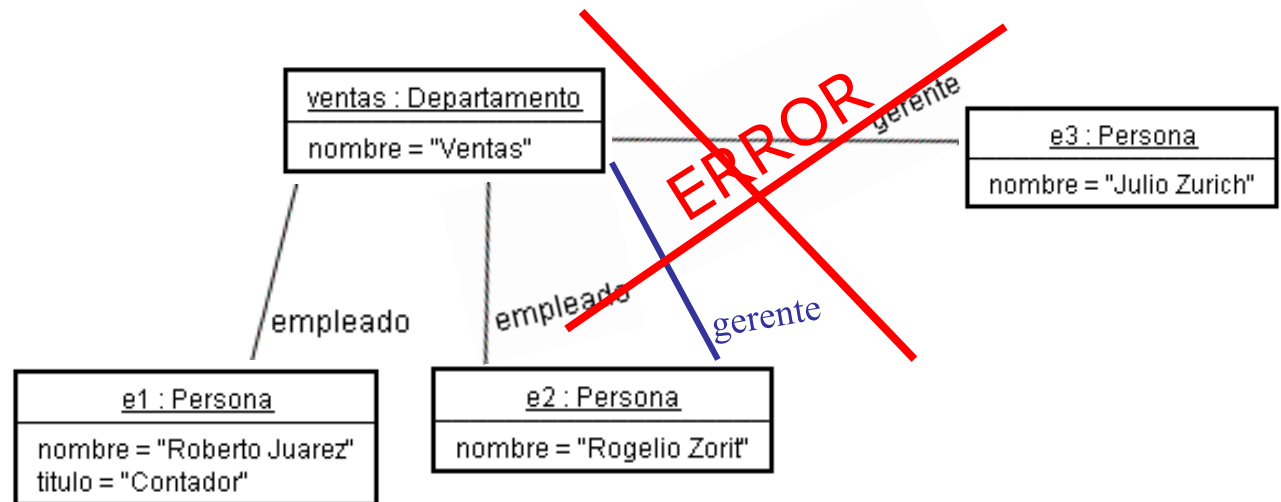 ventas : Departamento
nombre = "Ventas"
ERROR
gerente
e3 : Persona
nombre = "Julio Zurich"
empleado
empleado
gerente
e1 : Persona
nombre = "Roberto Juarez"
titulo = "Contador"
e2 : Persona
nombre = "Rogelio Zorit"